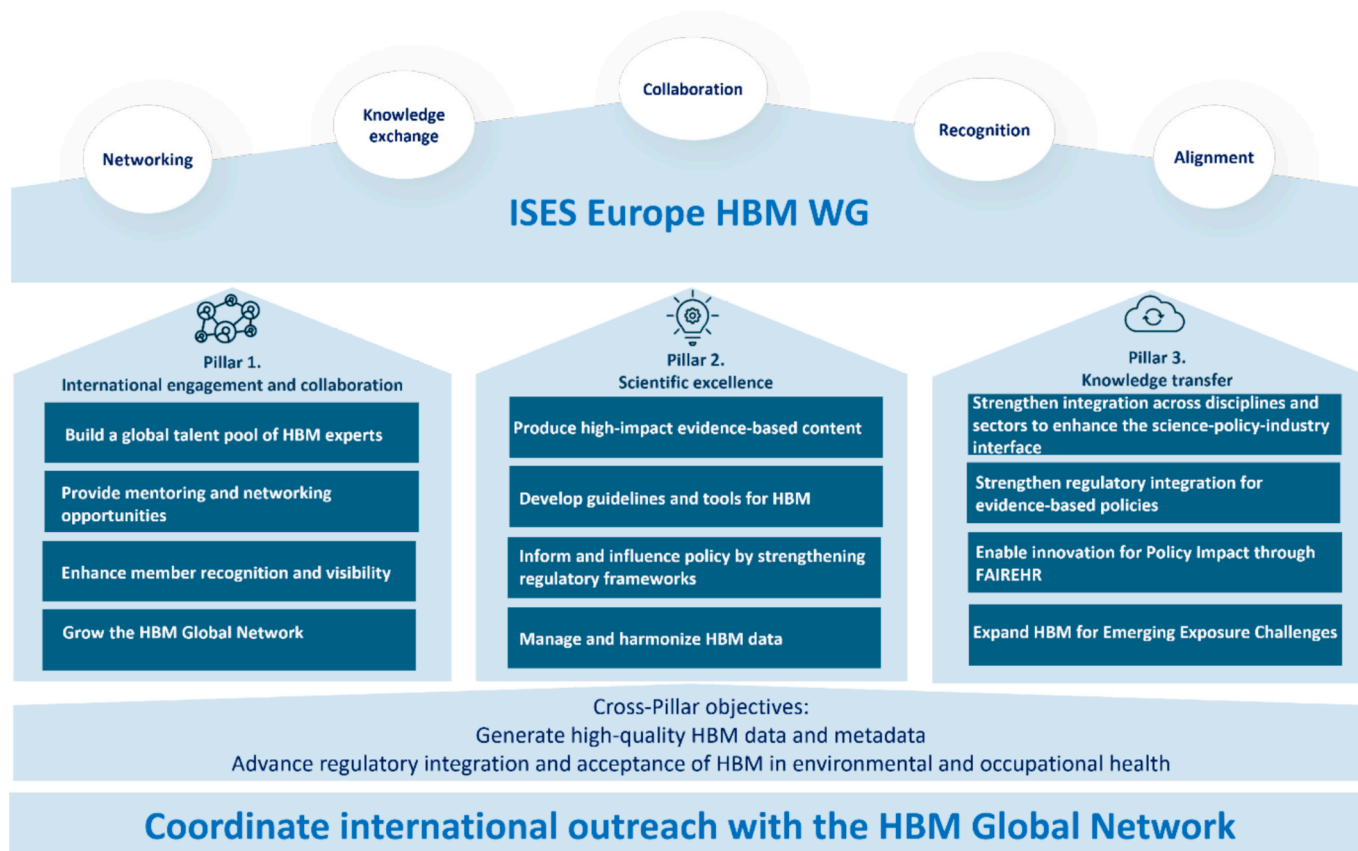 Networking
Knowledge
exchange
Collaboration
Recognition
Alignment
ISES Europe HBM WG
Pillar 1.
International engagement and collaboration
Build a global talent pool of HBM experts
Provide mentoring and networking
opportunities
Enhance member recognition and visibility
Grow the HBM Global Network
Pillar 2.
Scientific excellence
Produce high-impact evidence-based content
Develop guidelines and tools for HBM
Inform and influence policy by strengthening
regulatory frameworks
Manage and harmonize HBM data
Pillar 3.
Knowledge transfer
Strengthen integration across disciplines and
sectors to enhance the science-policy-industry
interface
Strengthen regulatory integration for
evidence-based policies
Enable innovation for Policy Impact through
FAIREHR
Expand HBM for Emerging Exposure Challenges
Cross-Pillar objectives:
Generate high-quality HBM data and metadata
Advance regulatory integration and acceptance of HBM in environmental and occupational health
Coordinate international outreach with the HBM Global Network